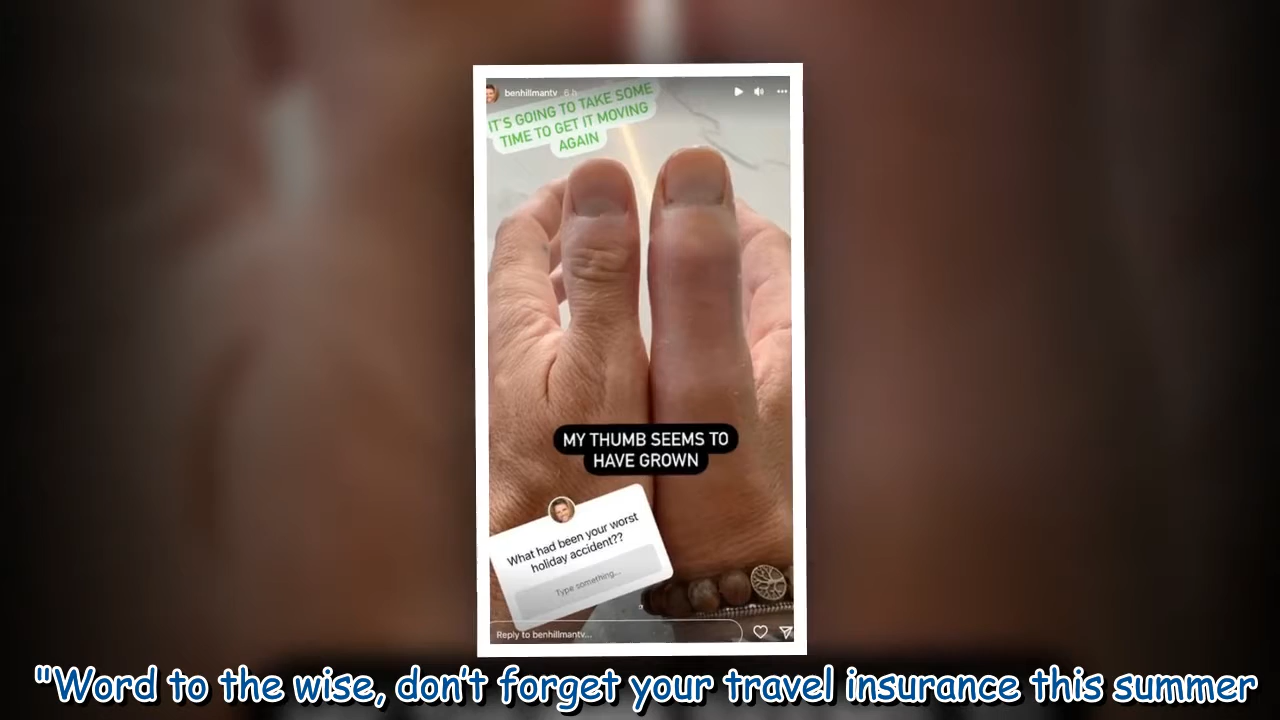 benhillmantv 6 h
IT'S GOING TO TAKE SOME
TIME TO GET IT MOVING
AGAIN
MY THUMB SEEMS TO
HAVE GROWN
What had been your worst
holiday accident??
Type something...
Reply to benhillmantv...
"Word to the wise, don't forget your travel insurance this summer